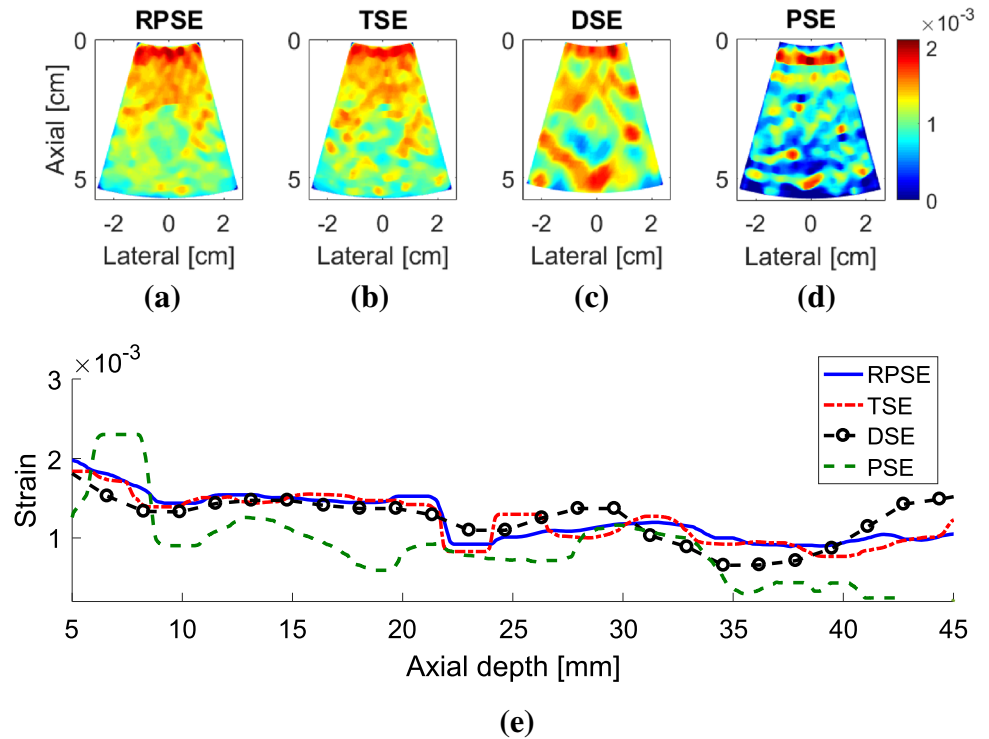 RPSE TSE DSE PSE
×10⁻³
0 0 0 0 2
Axial [cm]
1
5 5 5 5 0
-2 0 2 -2 0 2 -2 0 2 -2 0 2
Lateral [cm] Lateral [cm] Lateral [cm] Lateral [cm]
(a) (b) (c) (d)
×10⁻³
3
2
1
Strain
RPSE
TSE
DSE
PSE
5 10 15 20 25 30 35 40 45
Axial depth [mm]
(e)